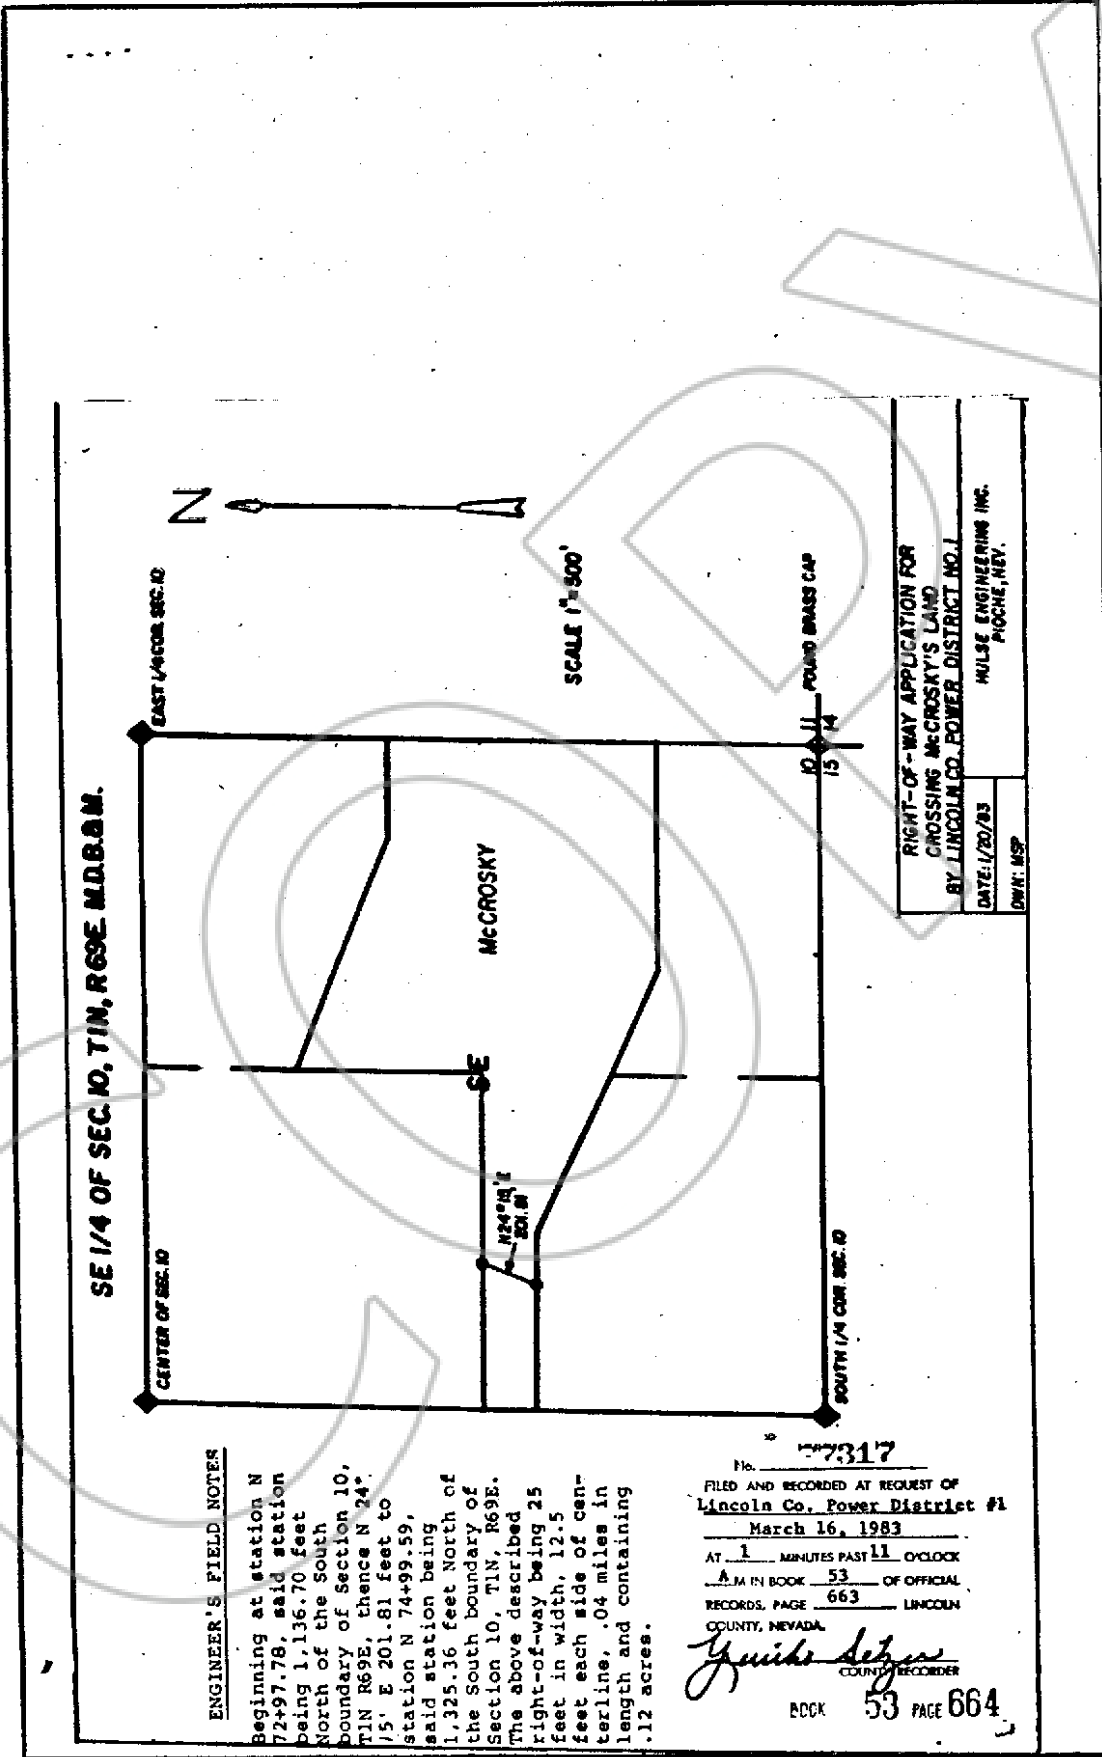 SE 1/4 OF SEC. 10, T1N, R69E M.D.B.& M.
CENTER OF SEC. 10
EAST 1/4 COR. SEC. 10
N
McCROSKY
SE
N24°15' E
201.81
SCALE 1"=500'
SOUTH 1/4 COR. SEC. 10
10 11
15 14
FOUND BRASS CAP
RIGHT-OF-WAY APPLICATION FOR
CROSSING McCROSKY'S LAND
BY LINCOLN CO. POWER DISTRICT NO. 1
DATE: 1/20/83
DWN: MSP
HULSE ENGINEERING INC.
PIOCHE, NEV.
ENGINEER'S FIELD NOTES
Beginning at station N
72+97.78, said station
being 1,136.70 feet
North of the South
boundary of Section 10,
T1N R69E, thence N 24°
15' E 201.81 feet to
station N 74+99.59,
said station being
1,325.36 feet North of
the South boundary of
Section 10, T1N, R69E.
The above described
right-of-way being 25
feet in width, 12.5
feet each side of cen-
terline, .04 miles in
length and containing
.12 acres.
No. 77317
FILED AND RECORDED AT REQUEST OF
Lincoln Co. Power District #1
March 16, 1983
AT 1 MINUTES PAST 11 O'CLOCK
A M IN BOOK 53 OF OFFICIAL
RECORDS, PAGE 663 LINCOLN
COUNTY, NEVADA.
Yuriko Setzer
COUNTY RECORDER
BOOK 53 PAGE 664
COPY